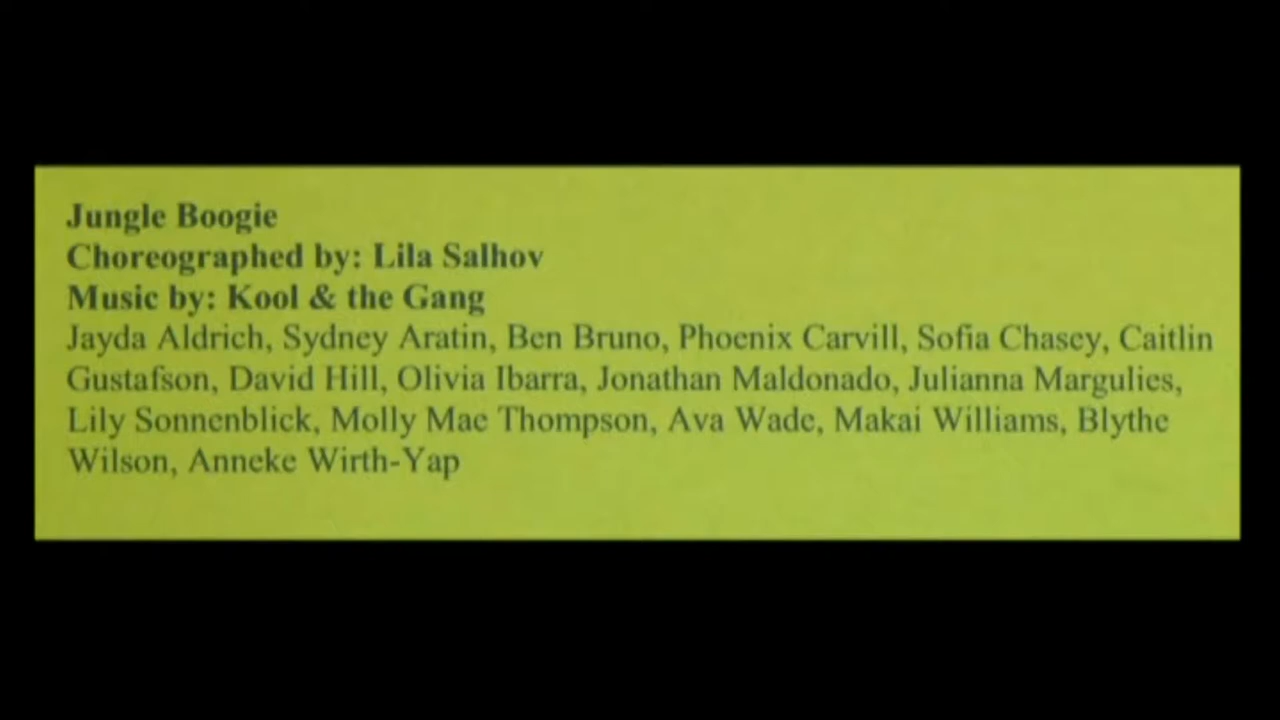 Jungle Boogie
Choreographed by: Lila Salhov
Music by: Kool & the Gang
Jayda Aldrich, Sydney Aratin, Ben Bruno, Phoenix Carvill, Sofia Chasey, Caitlin
Gustafson, David Hill, Olivia Ibarra, Jonathan Maldonado, Julianna Margulies,
Lily Sonnenblick, Molly Mae Thompson, Ava Wade, Makai Williams, Blythe
Wilson, Anneke Wirth-Yap